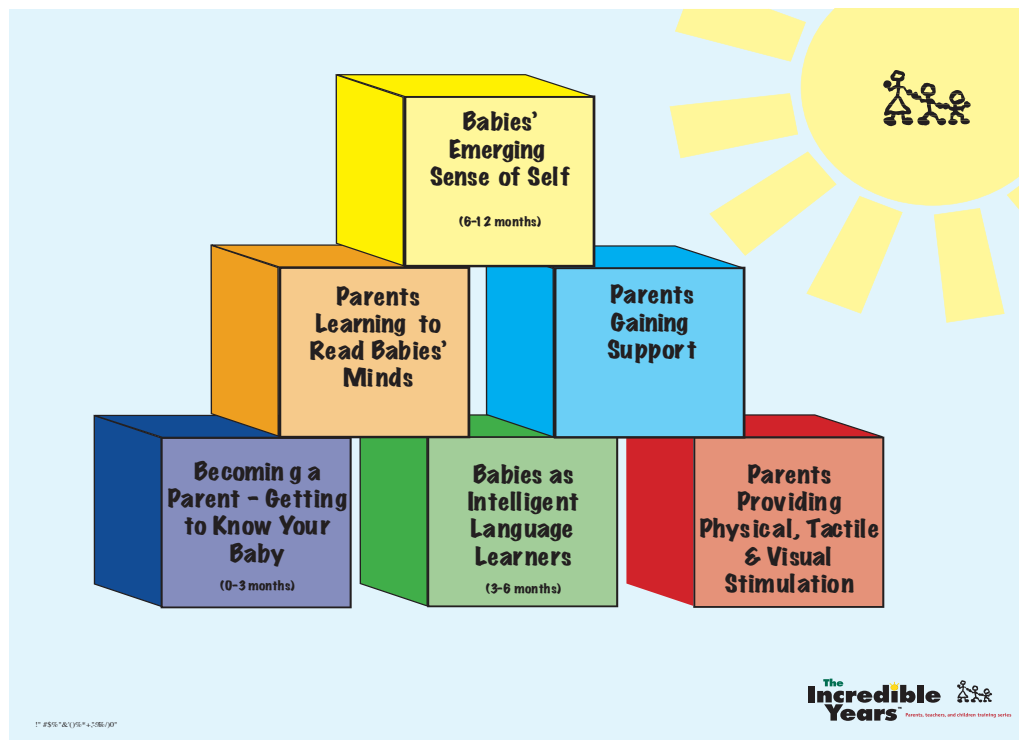 Babies'
Emerging
Sense of Self
(6-12 months)
Parents
Learning to
Read Babies'
Minds
Parents
Gaining
Support
Becoming a
Parent - Getting
to Know Your
Baby
(0-3 months)
Babies as
Intelligent
Language
Learners
(3-6 months)
Parents
Providing
Physical, Tactile
& Visual
Stimulation
The
Incredible
Years™
Parents, teachers, and children training series